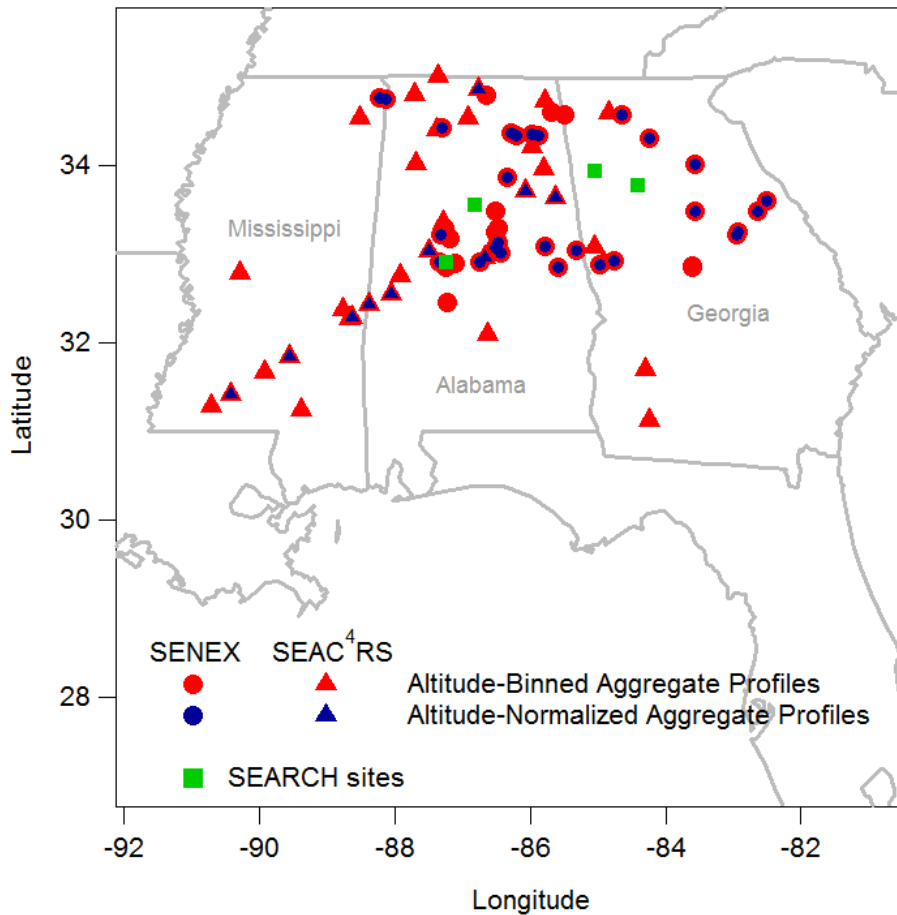 34
32
30
28
Latitude
Mississippi
Alabama
Georgia
SENEX SEAC⁴RS
Altitude-Binned Aggregate Profiles
Altitude-Normalized Aggregate Profiles
SEARCH sites
-92 -90 -88 -86 -84 -82
Longitude